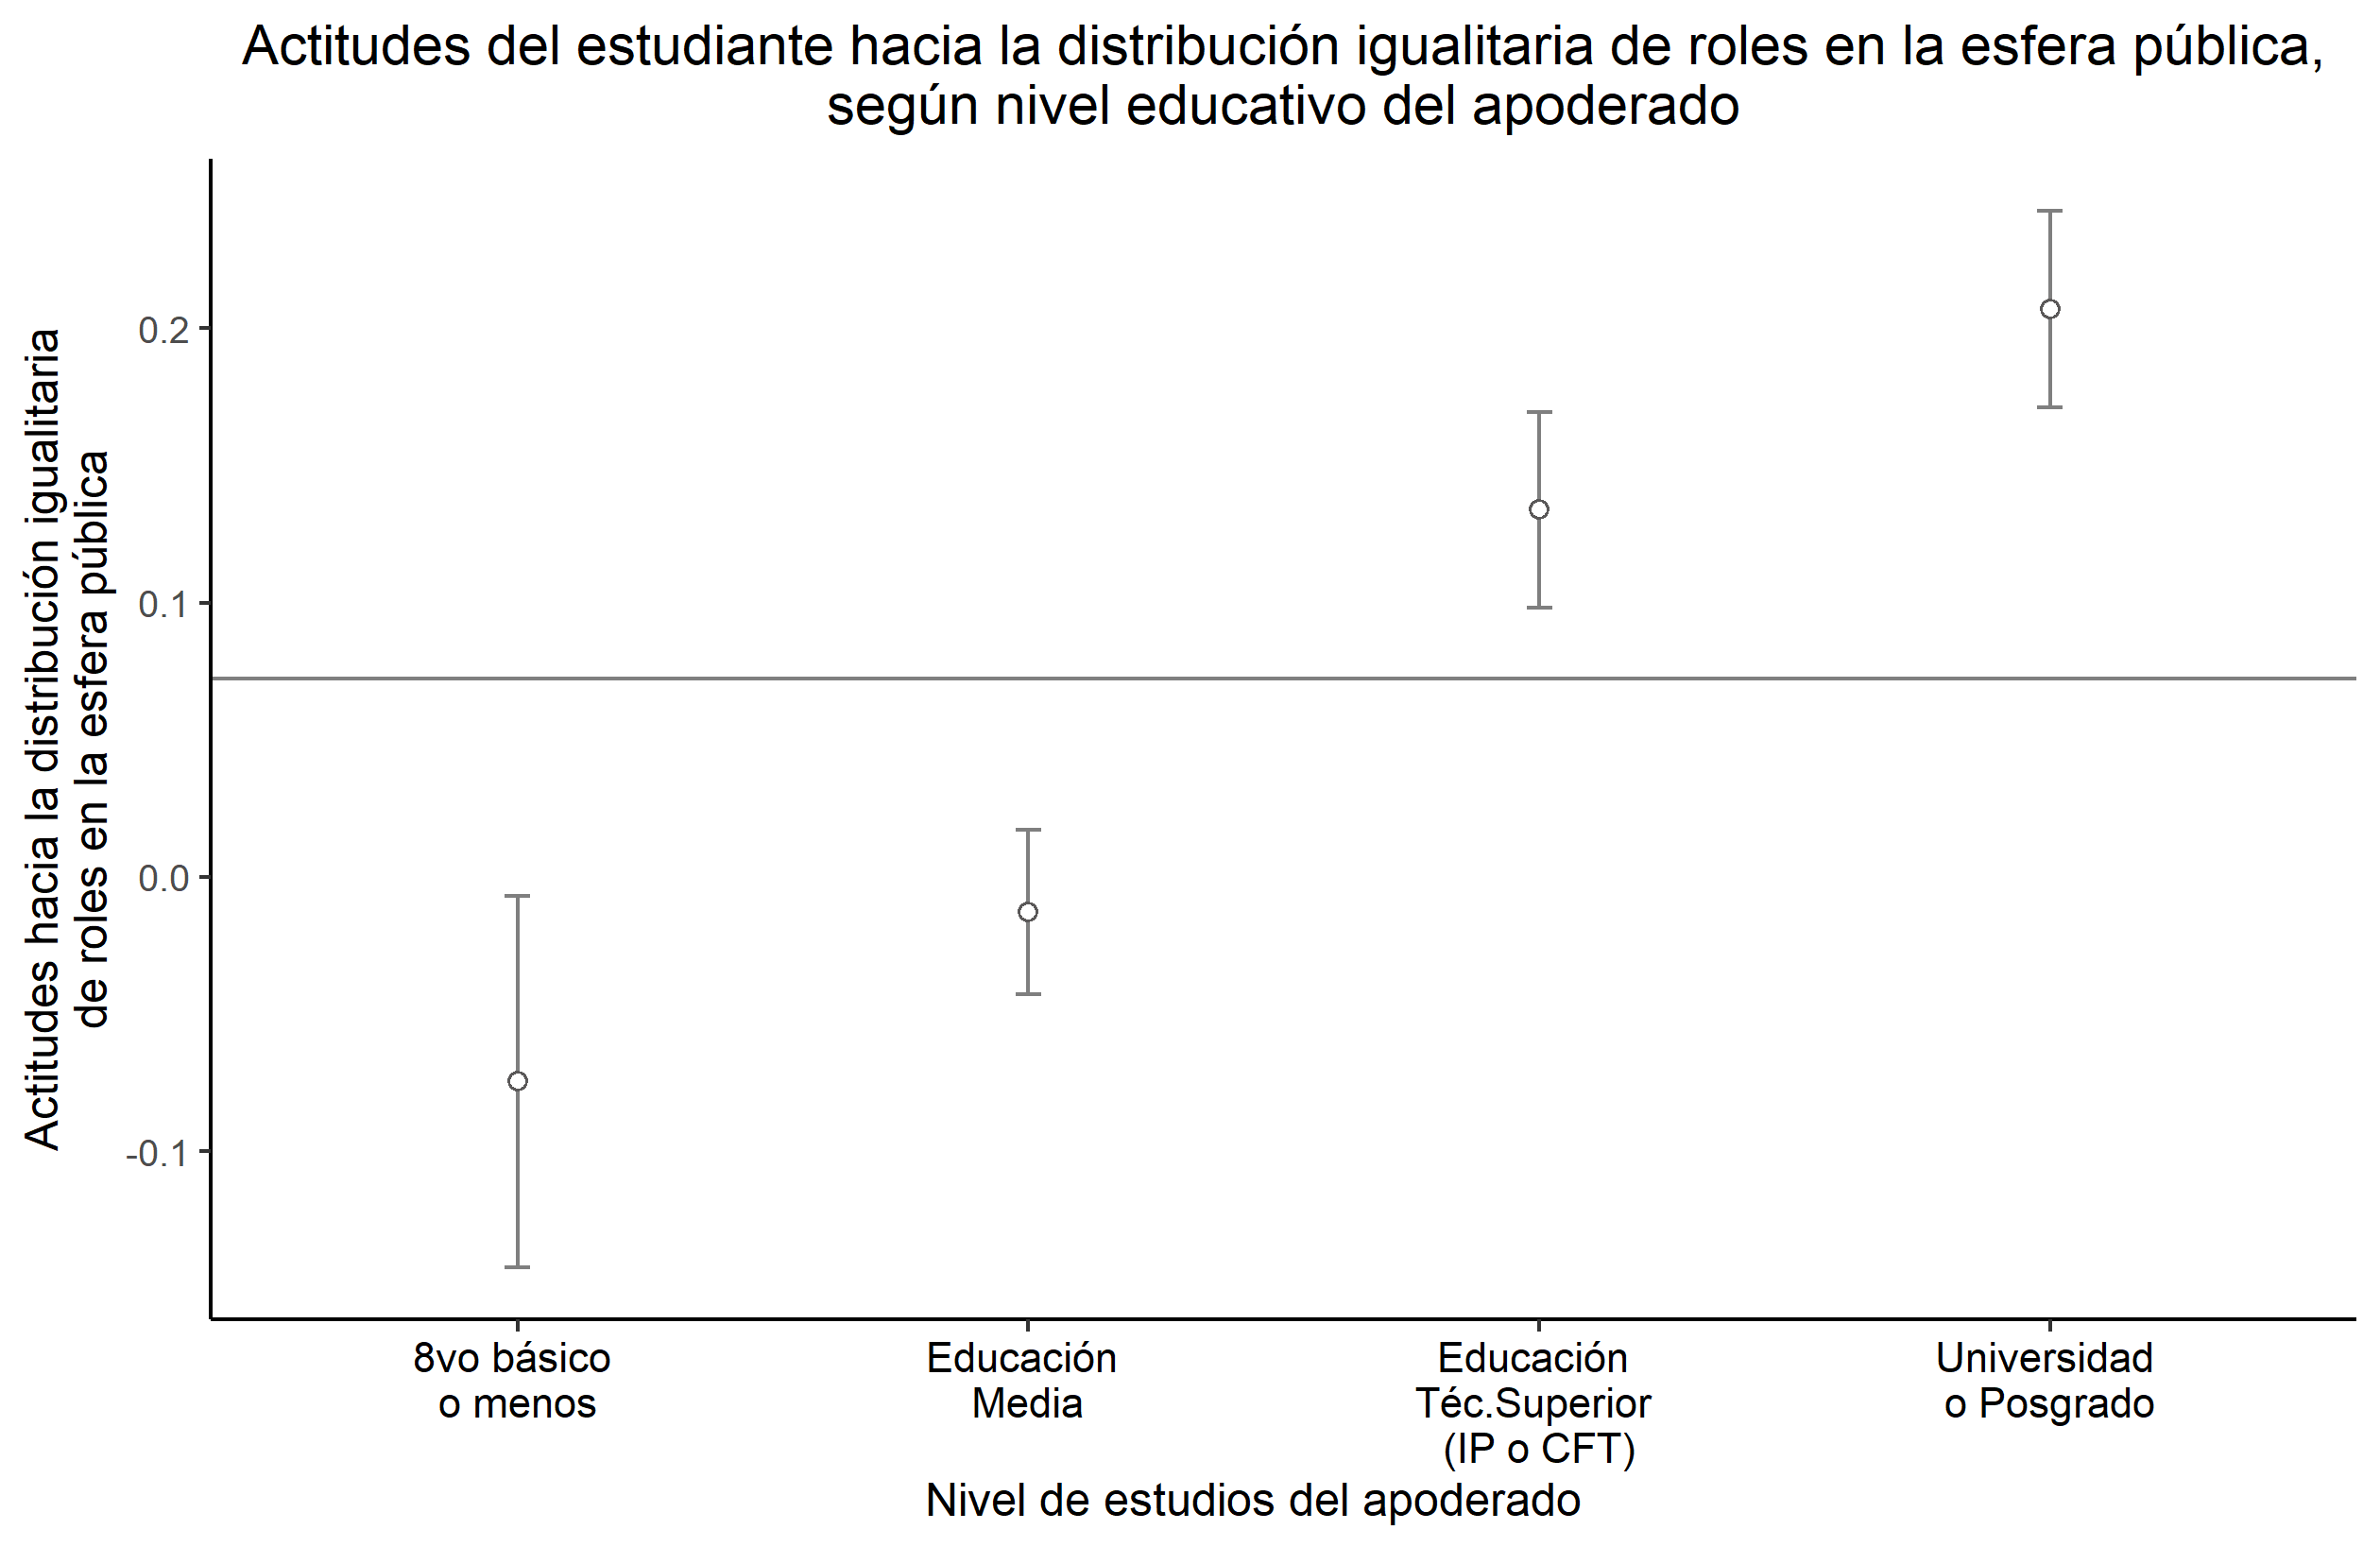 Actitudes del estudiante hacia la distribución igualitaria de roles en la esfera pública,
según nivel educativo del apoderado
Actitudes hacia la distribución igualitaria
de roles en la esfera pública
0.2
0.1
0.0
-0.1
8vo básico
o menos
Educación
Media
Educación
Téc.Superior
(IP o CFT)
Universidad
o Posgrado
Nivel de estudios del apoderado